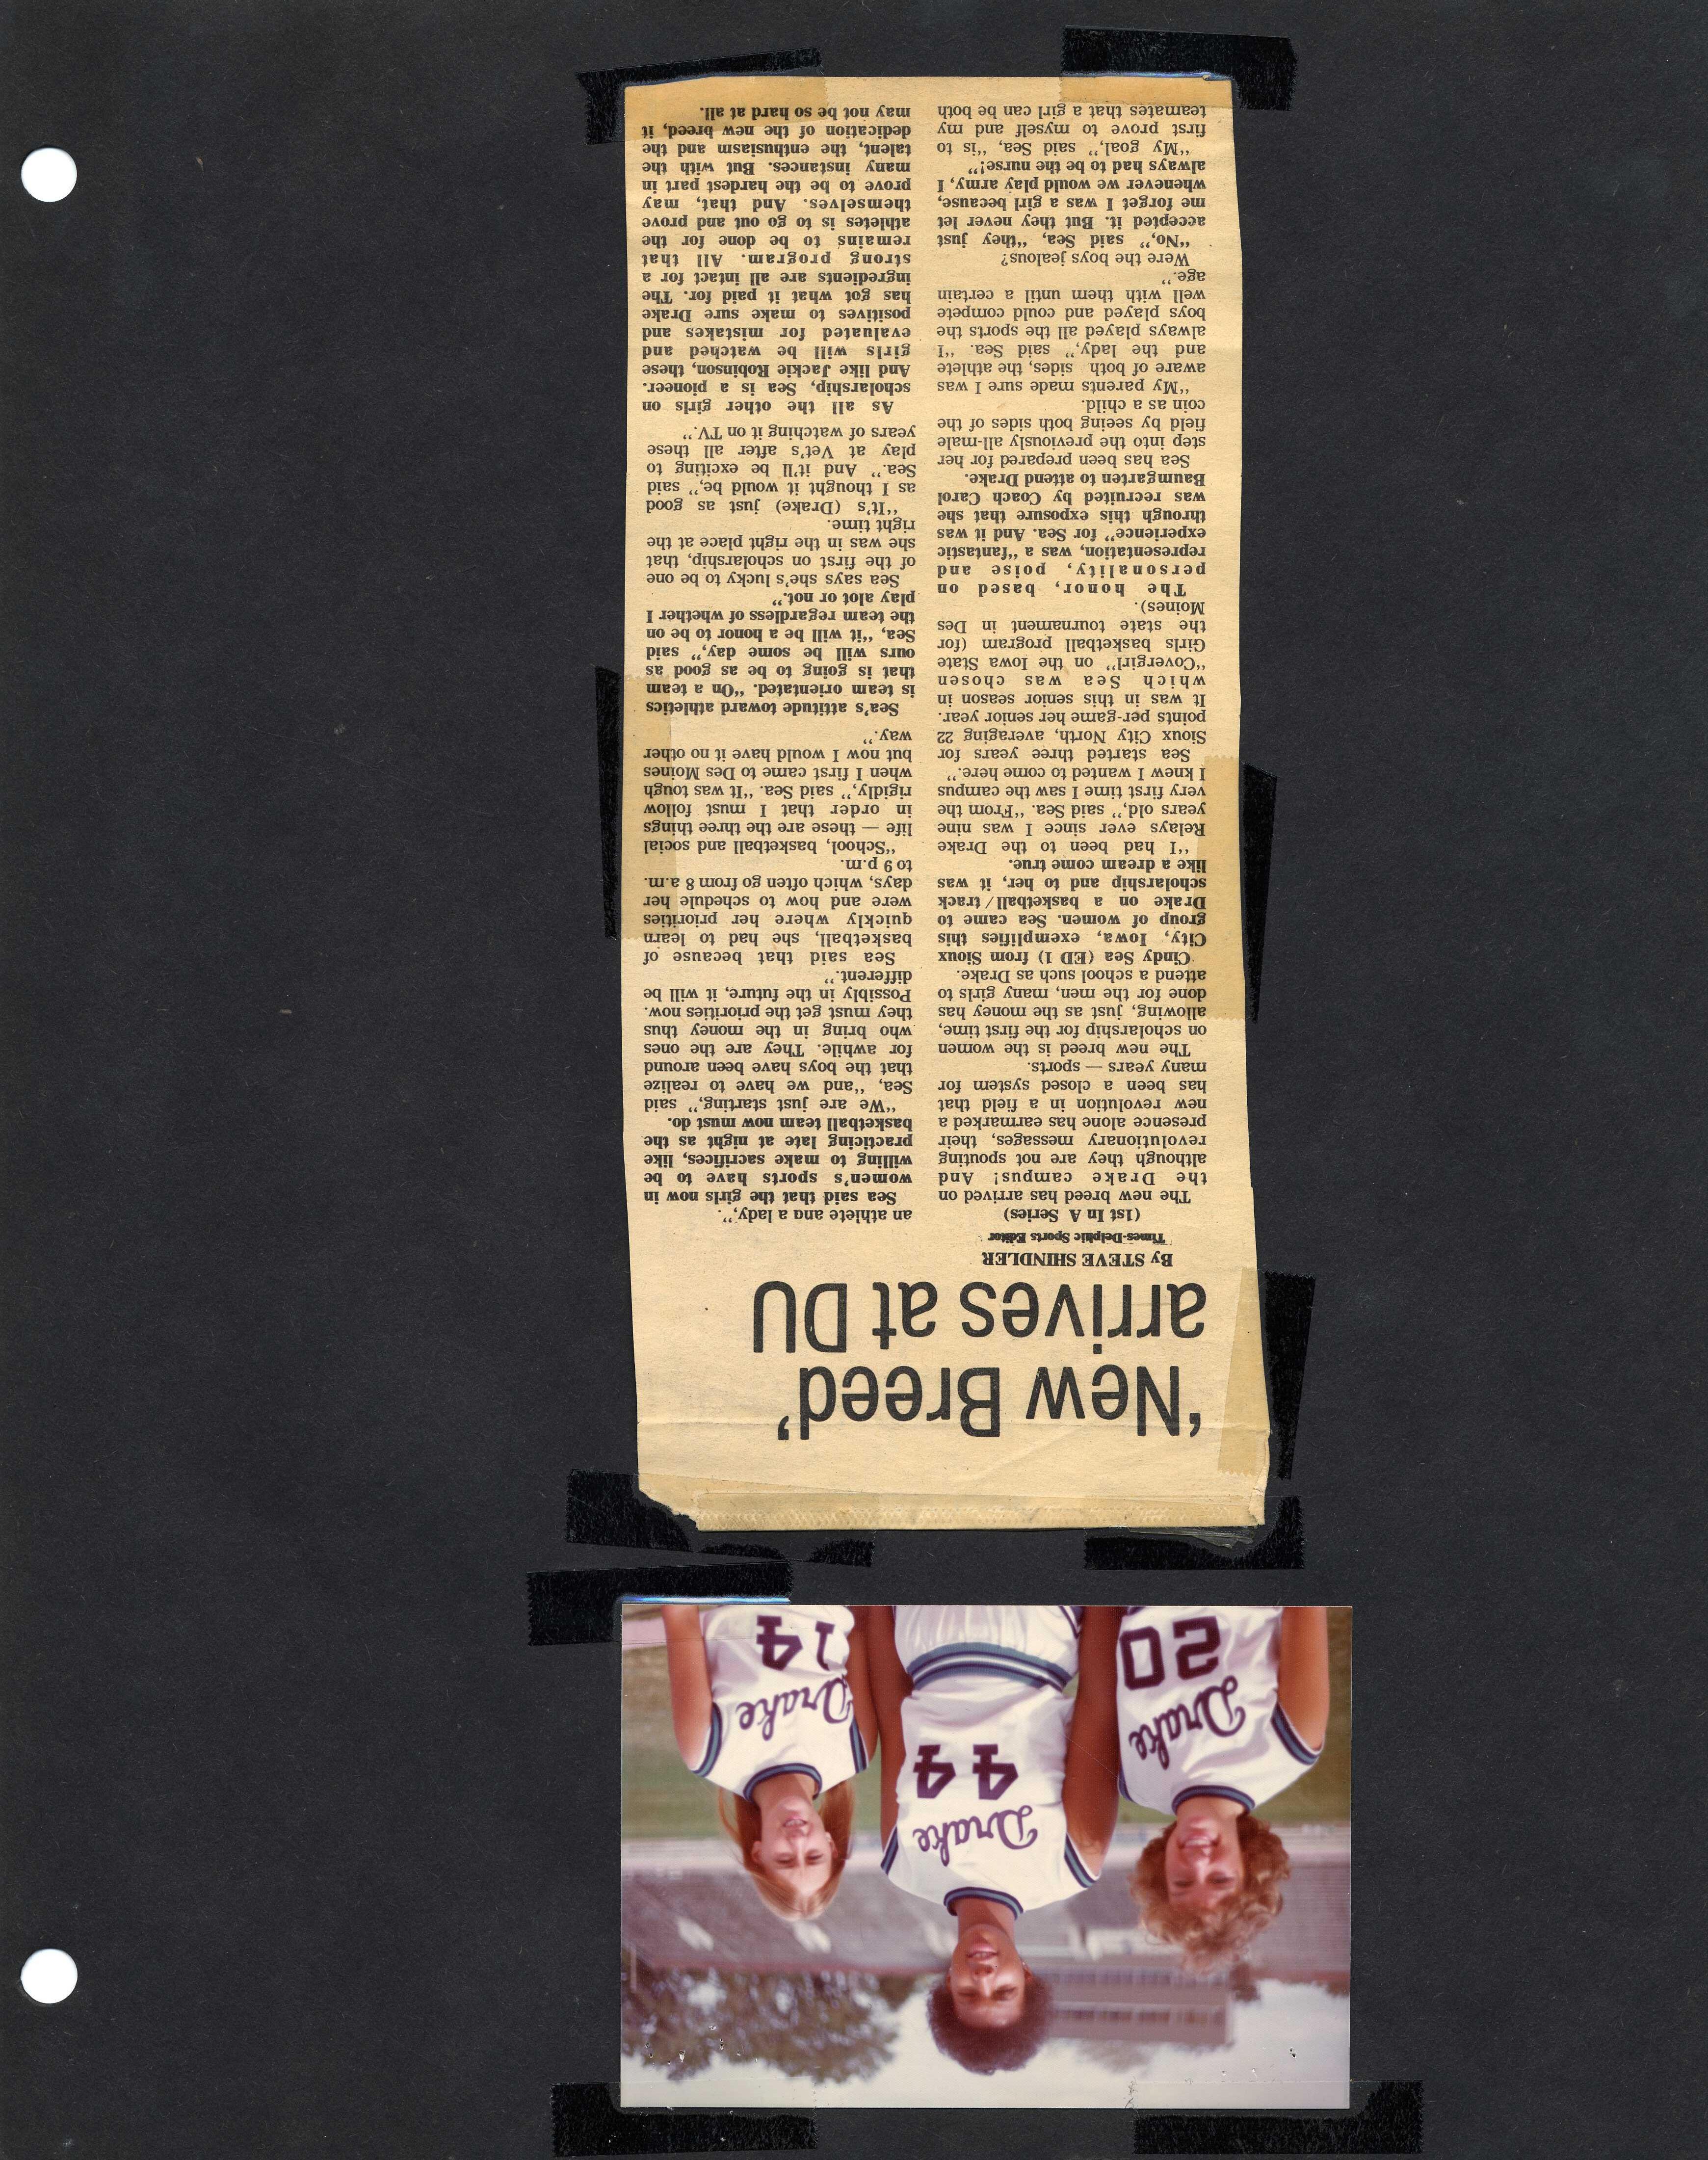 'New Breed'
arrives at DU
By STEVE SHINDLER
Times-Delphic Sports Editor
(1st In A Series)
The new breed has arrived on
the Drake campus! And
although they are not spouting
revolutionary messages, their
presence alone has earmarked a
new revolution in a field that
has been a closed system for
many years — sports.
The new breed is the women
on scholarship for the first time,
allowing, just as the money has
done for the men, many girls to
attend a school such as Drake.
Cindy Sea (ED 1) from Sioux
City, Iowa, exemplifies this
group of women. Sea came to
Drake on a basketball/track
scholarship and to her, it was
like a dream come true.
"I had been to the Drake
Relays ever since I was nine
years old," said Sea. "From the
very first time I saw the campus
I knew I wanted to come here."
Sea started three years for
Sioux City North, averaging 22
points per-game her senior year.
It was in this senior season in
which Sea was chosen
"Covergirl" on the Iowa State
Girls basketball program (for
the state tournament in Des
Moines).
The honor, based on
personality, poise and
representation, was a "fantastic
experience" for Sea. And it was
through this exposure that she
was recruited by Coach Carol
Baumgarten to attend Drake.
Sea has been prepared for her
step into the previously all-male
field by seeing both sides of the
coin as a child.
"My parents made sure I was
aware of both sides, the athlete
and the lady," said Sea. "I
always played all the sports the
boys played and could compete
well with them until a certain
age."
Were the boys jealous?
"No," said Sea, "they just
accepted it. But they never let
me forget I was a girl because,
whenever we would play army, I
always had to be the nurse!"
"My goal," said Sea, "is to
first prove to myself and my
teamates that a girl can be both
an athlete and a lady,".
Sea said that the girls now in
women's sports have to be
willing to make sacrifices, like
practicing late at night as the
basketball team now must do.
"We are just starting," said
Sea, "and we have to realize
that the boys have been around
for awhile. They are the ones
who bring in the money thus
they must get the priorities now.
Possibly in the future, it will be
different."
Sea said that because of
basketball, she had to learn
quickly where her priorities
were and how to schedule her
days, which often go from 8 a.m.
to 9 p.m.
"School, basketball and social
life — these are the three things
in order that I must follow
rigidly," said Sea. "It was tough
when I first came to Des Moines
but now I would have it no other
way."
Sea's attitude toward athletics
is team orientated. "On a team
that is going to be as good as
ours will be some day," said
Sea, "it will be a honor to be on
the team regardless of whether I
play alot or not."
Sea says she's lucky to be one
of the first on scholarship, that
she was in the right place at the
right time.
"It's (Drake) just as good
as I thought it would be," said
Sea." And it'll be exciting to
play at Vet's after all these
years of watching it on TV."
As all the other girls on
scholarship, Sea is a pioneer.
And like Jackie Robinson, these
girls will be watched and
evaluated for mistakes and
positives to make sure Drake
has got what it paid for. The
ingredients are all intact for a
strong program. All that
remains to be done for the
athletes is to go out and prove
themselves. And that, may
prove to be the hardest part in
many instances. But with the
talent, the enthusiasm and the
dedication of the new breed, it
may not be so hard at all.
Drake
20
Drake
44
Drake
14